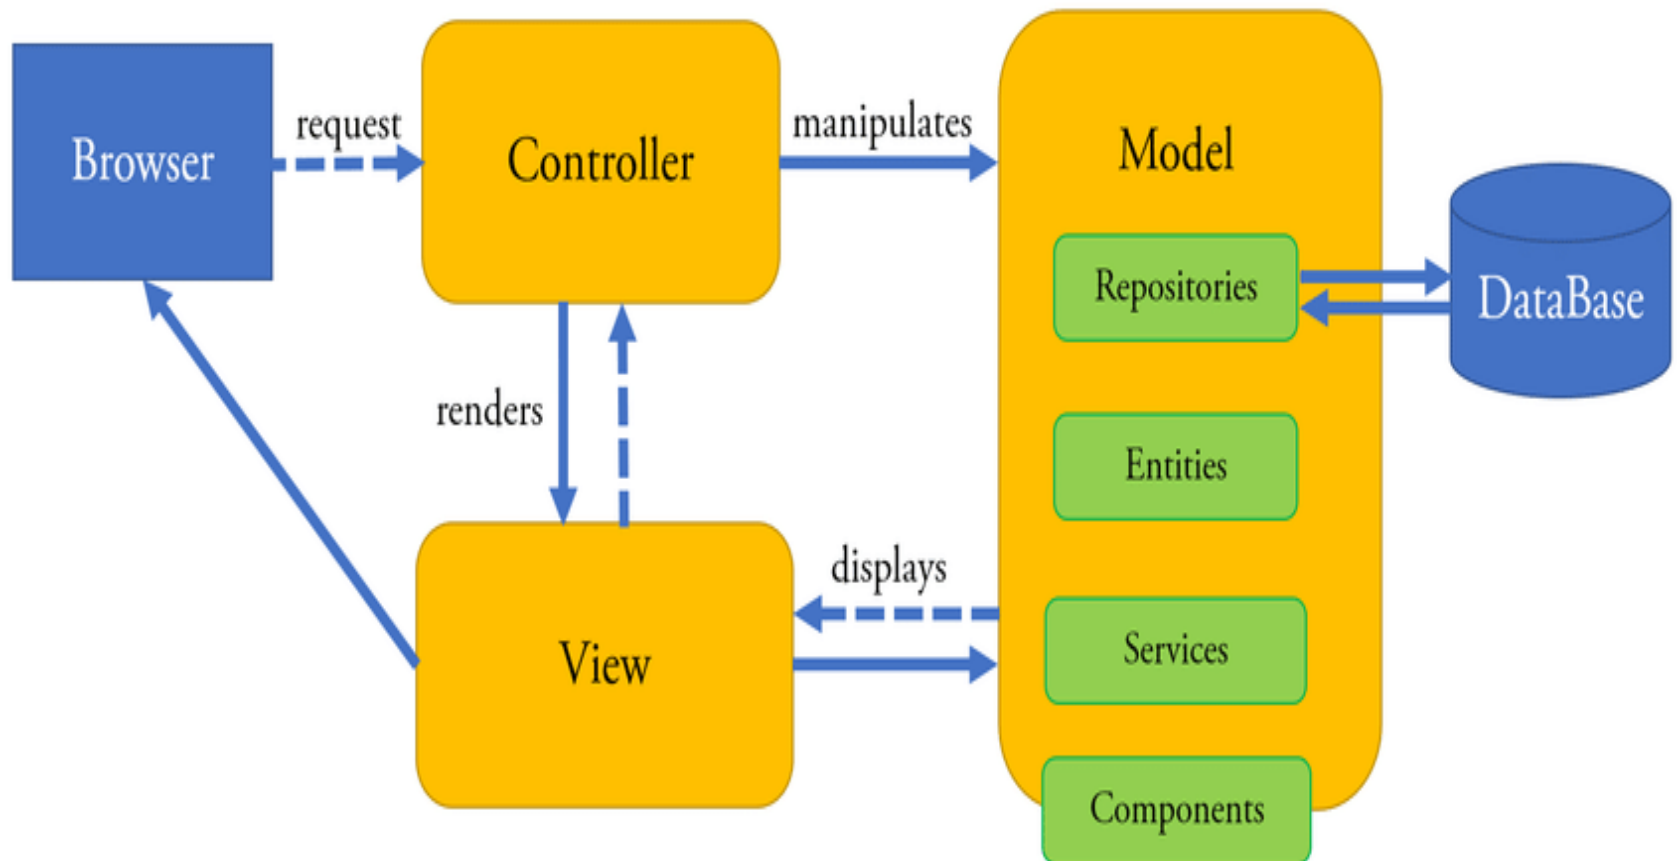 Browser
request
Controller
manipulates
Model
Repositories
DataBase
renders
Entities
displays
View
Services
Components